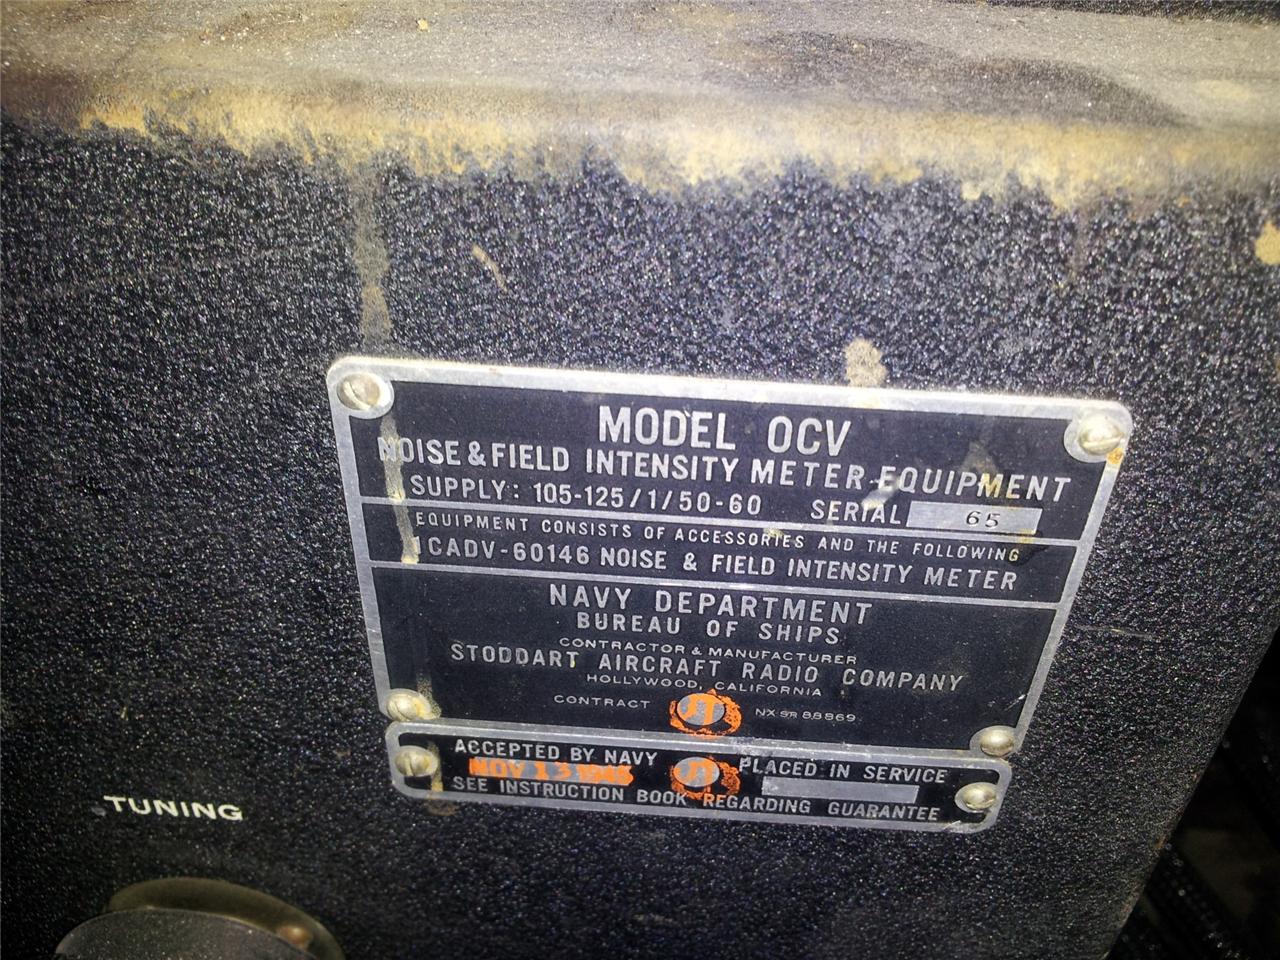 MODEL OCV
NOISE & FIELD INTENSITY METER EQUIPMENT
SUPPLY: 105-125/1/50-60 SERIAL 65
EQUIPMENT CONSISTS OF ACCESSORIES AND THE FOLLOWING
1CADV-60146 NOISE & FIELD INTENSITY METER
NAVY DEPARTMENT
BUREAU OF SHIPS
CONTRACTOR & MANUFACTURER
STODDART AIRCRAFT RADIO COMPANY
HOLLYWOOD, CALIFORNIA
CONTRACT NXSR 88869
ACCEPTED BY NAVY PLACED IN SERVICE
NOV 13 1945
SEE INSTRUCTION BOOK REGARDING GUARANTEE
TUNING